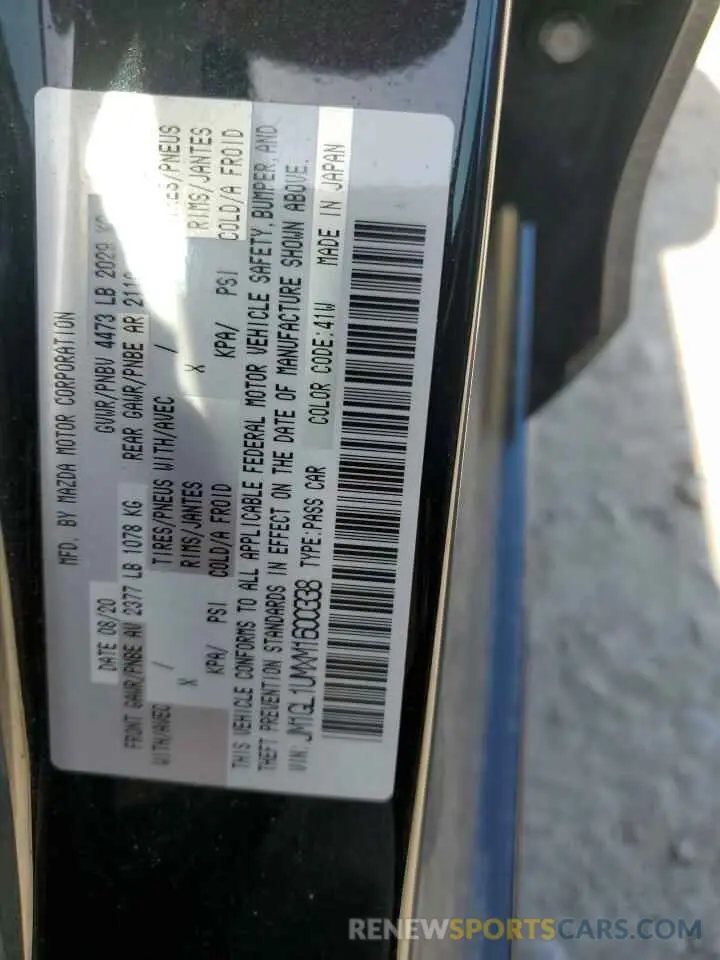 MFD. BY MAZDA MOTOR CORPORATION
DATE 08/20 GVWR/PNBV 4473 LB 2029 KG
FRONT GAWR/PNBE AV 2377 LB 1078 KG REAR GAWR/PNBE AR
WITH/AVEC / TIRES/PNEUS WITH/AVEC / TIRES/PNEUS
X RIMS/JANTES X RIMS/JANTES
KPA/ PSI COLD/A FROID KPA/ PSI COLD/A FROID
THIS VEHICLE CONFORMS TO ALL APPLICABLE FEDERAL MOTOR VEHICLE SAFETY, BUMPER, AND
THEFT PREVENTION STANDARDS IN EFFECT ON THE DATE OF MANUFACTURE SHOWN ABOVE.
VIN: JM1GL1UMXM1600338 TYPE: PASS CAR COLOR CODE: 41W MADE IN JAPAN
RENEWSPORTSCARS.COM